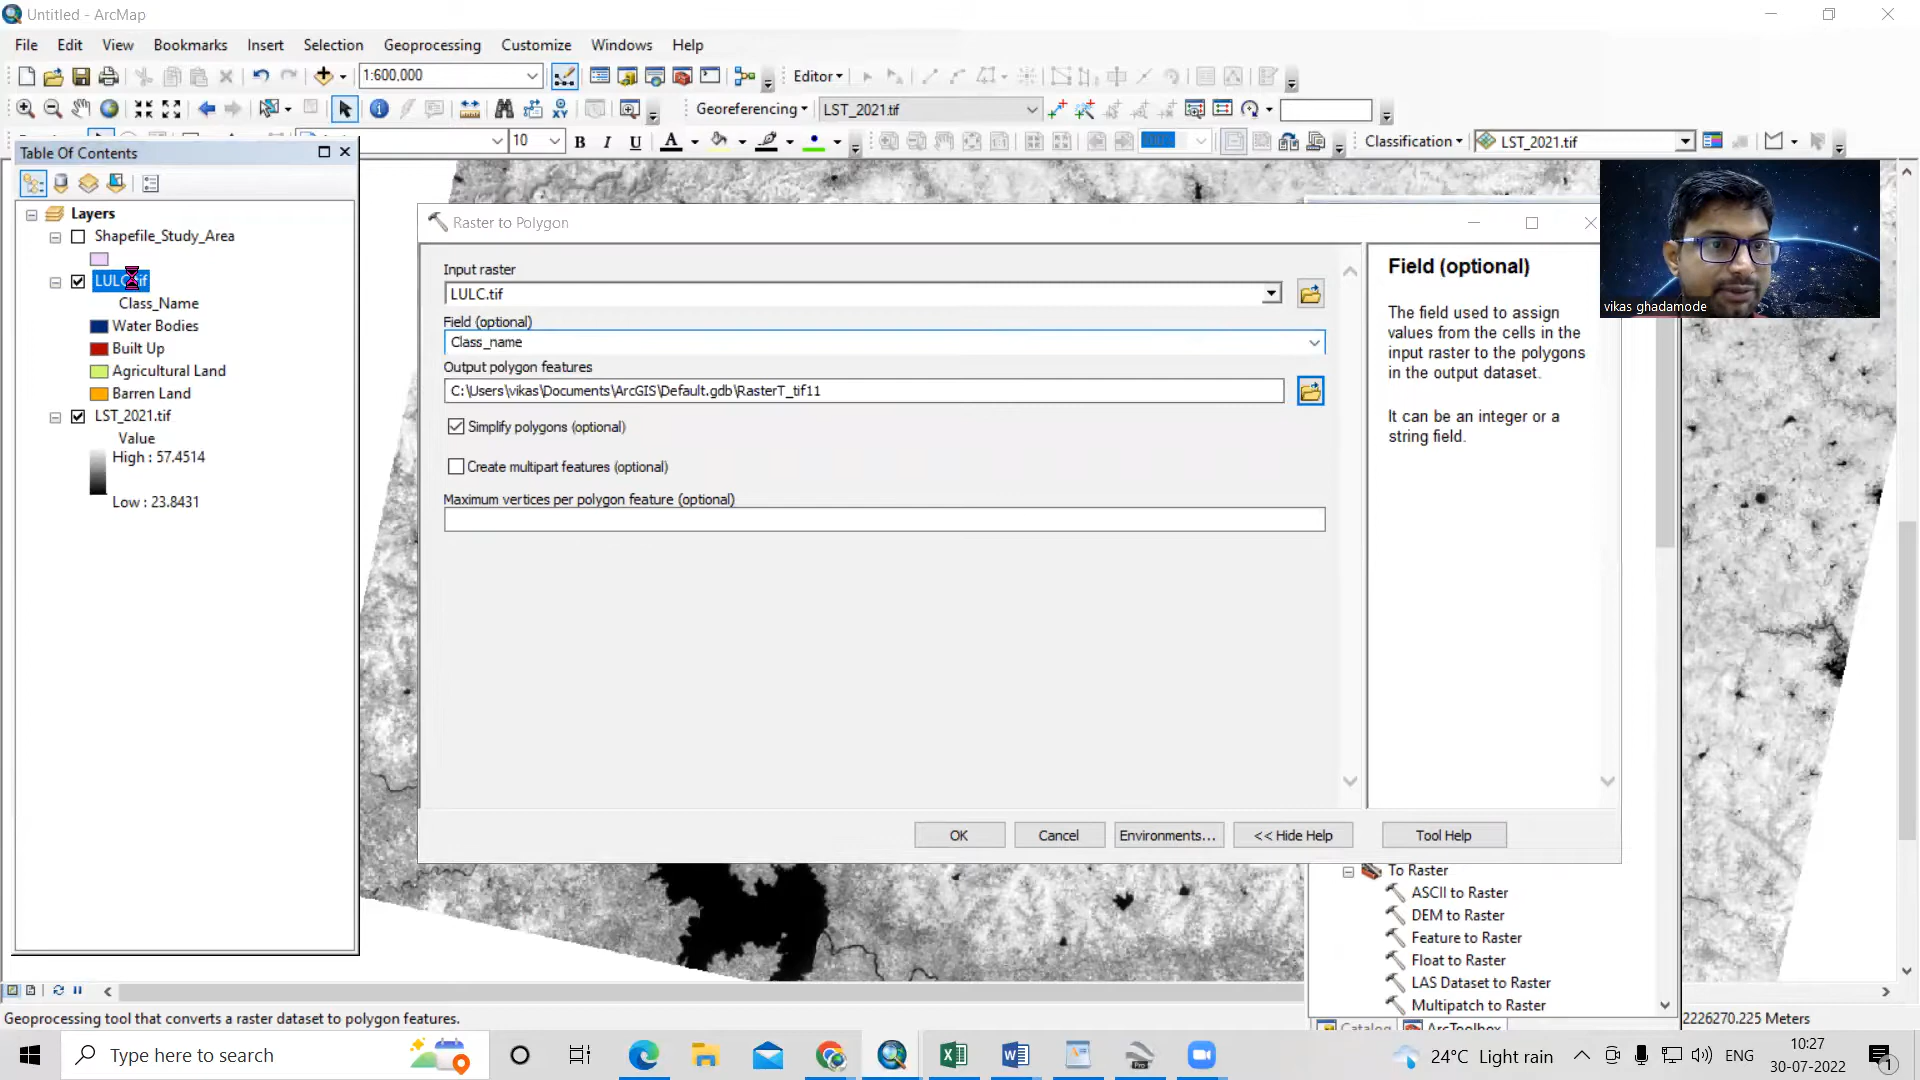 Untitled - ArcMap
File Edit View Bookmarks Insert Selection Geoprocessing Customize Windows Help
1:600,000 Editor
Georeferencing LST_2021.tif
10 B I U A Classification LST_2021.tif
Table Of Contents
Layers
Shapefile_Study_Area
LULC.tif
Class_Name
Water Bodies
Built Up
Agricultural Land
Barren Land
LST_2021.tif
Value
High : 57.4514
Low : 23.8431
Raster to Polygon
Input raster
LULC.tif
Field (optional)
Class_name
Output polygon features
C:\Users\vikas\Documents\ArcGIS\Default.gdb\RasterT_tif11
Simplify polygons (optional)
Create multipart features (optional)
Maximum vertices per polygon feature (optional)
OK Cancel Environments... << Hide Help Tool Help
Field (optional)
The field used to assign
values from the cells in the
input raster to the polygons
in the output dataset.
It can be an integer or a
string field.
vikas ghadamode
To Raster
ASCII to Raster
DEM to Raster
Feature to Raster
Float to Raster
LAS Dataset to Raster
Multipatch to Raster
Catalog ArcToolbox
Geoprocessing tool that converts a raster dataset to polygon features.
2226270.225 Meters
Type here to search
Pro
24°C Light rain
ENG
10:27
30-07-2022
1